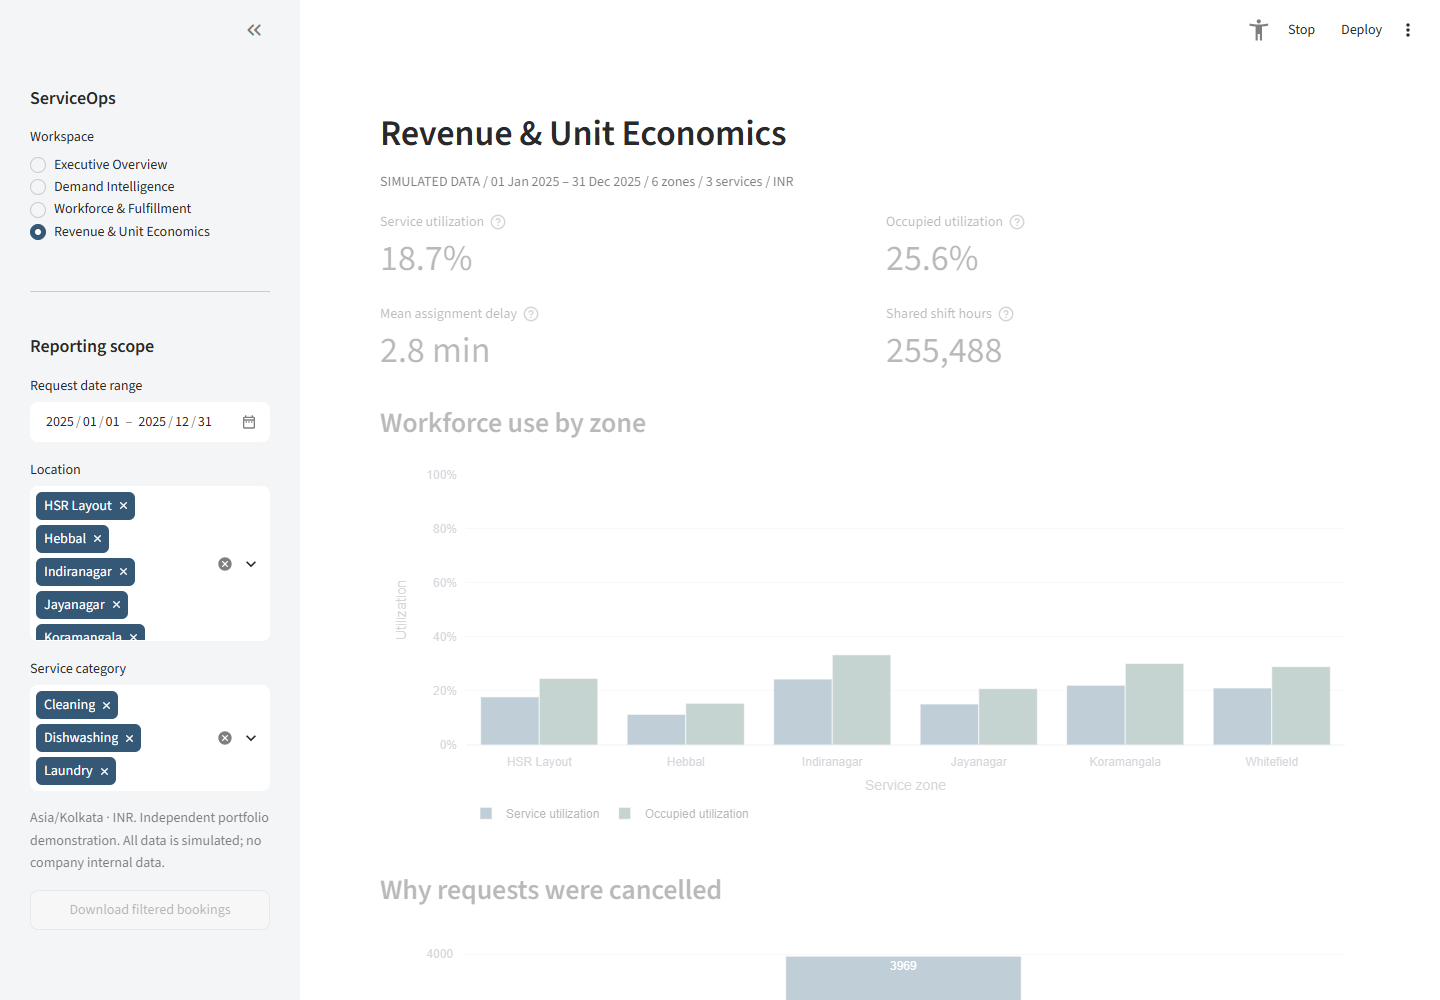 Stop
Deploy
ServiceOps
Workspace
Executive Overview
Demand Intelligence
Workforce & Fulfillment
Revenue & Unit Economics
Reporting scope
Request date range
2025/01/01 – 2025/12/31
Location
HSR Layout
Hebbal
Indiranagar
Jayanagar
Koramangala
Service category
Cleaning
Dishwashing
Laundry
Asia/Kolkata · INR. Independent portfolio
demonstration. All data is simulated; no
company internal data.
Download filtered bookings
Revenue & Unit Economics
SIMULATED DATA / 01 Jan 2025 – 31 Dec 2025 / 6 zones / 3 services / INR
Service utilization
18.7%
Occupied utilization
25.6%
Mean assignment delay
2.8 min
Shared shift hours
255,488
Workforce use by zone
100%
80%
60%
40%
20%
0%
Utilization
HSR Layout
Hebbal
Indiranagar
Jayanagar
Koramangala
Whitefield
Service zone
Service utilization
Occupied utilization
Why requests were cancelled
4000
3969